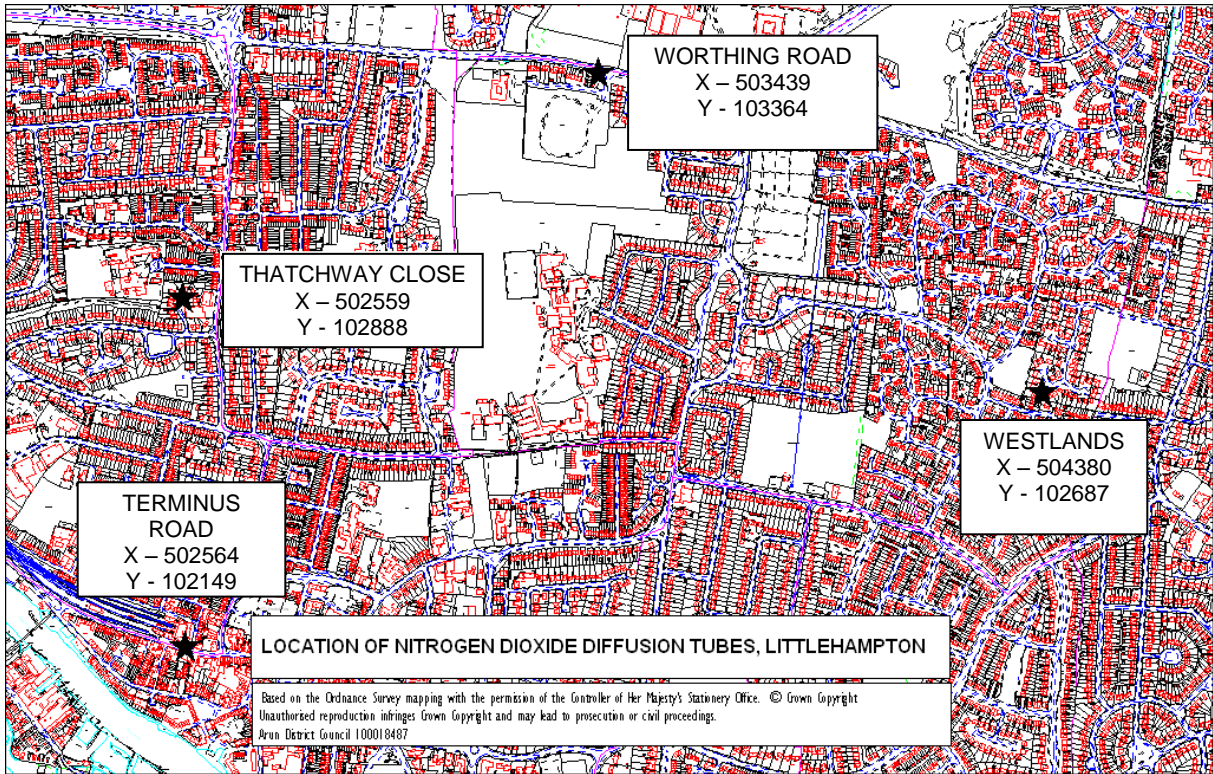 WORTHING ROAD
X – 503439
Y - 103364
THATCHWAY CLOSE
X – 502559
Y - 102888
WESTLANDS
X – 504380
Y - 102687
TERMINUS
ROAD
X – 502564
Y - 102149
LOCATION OF NITROGEN DIOXIDE DIFFUSION TUBES, LITTLEHAMPTON
Based on the Ordnance Survey mapping with the permission of the Controller of Her Majesty's Stationery Office. © Crown Copyright
Unauthorised reproduction infringes Crown Copyright and may lead to prosecution or civil proceedings.
Arun District Council 100018487